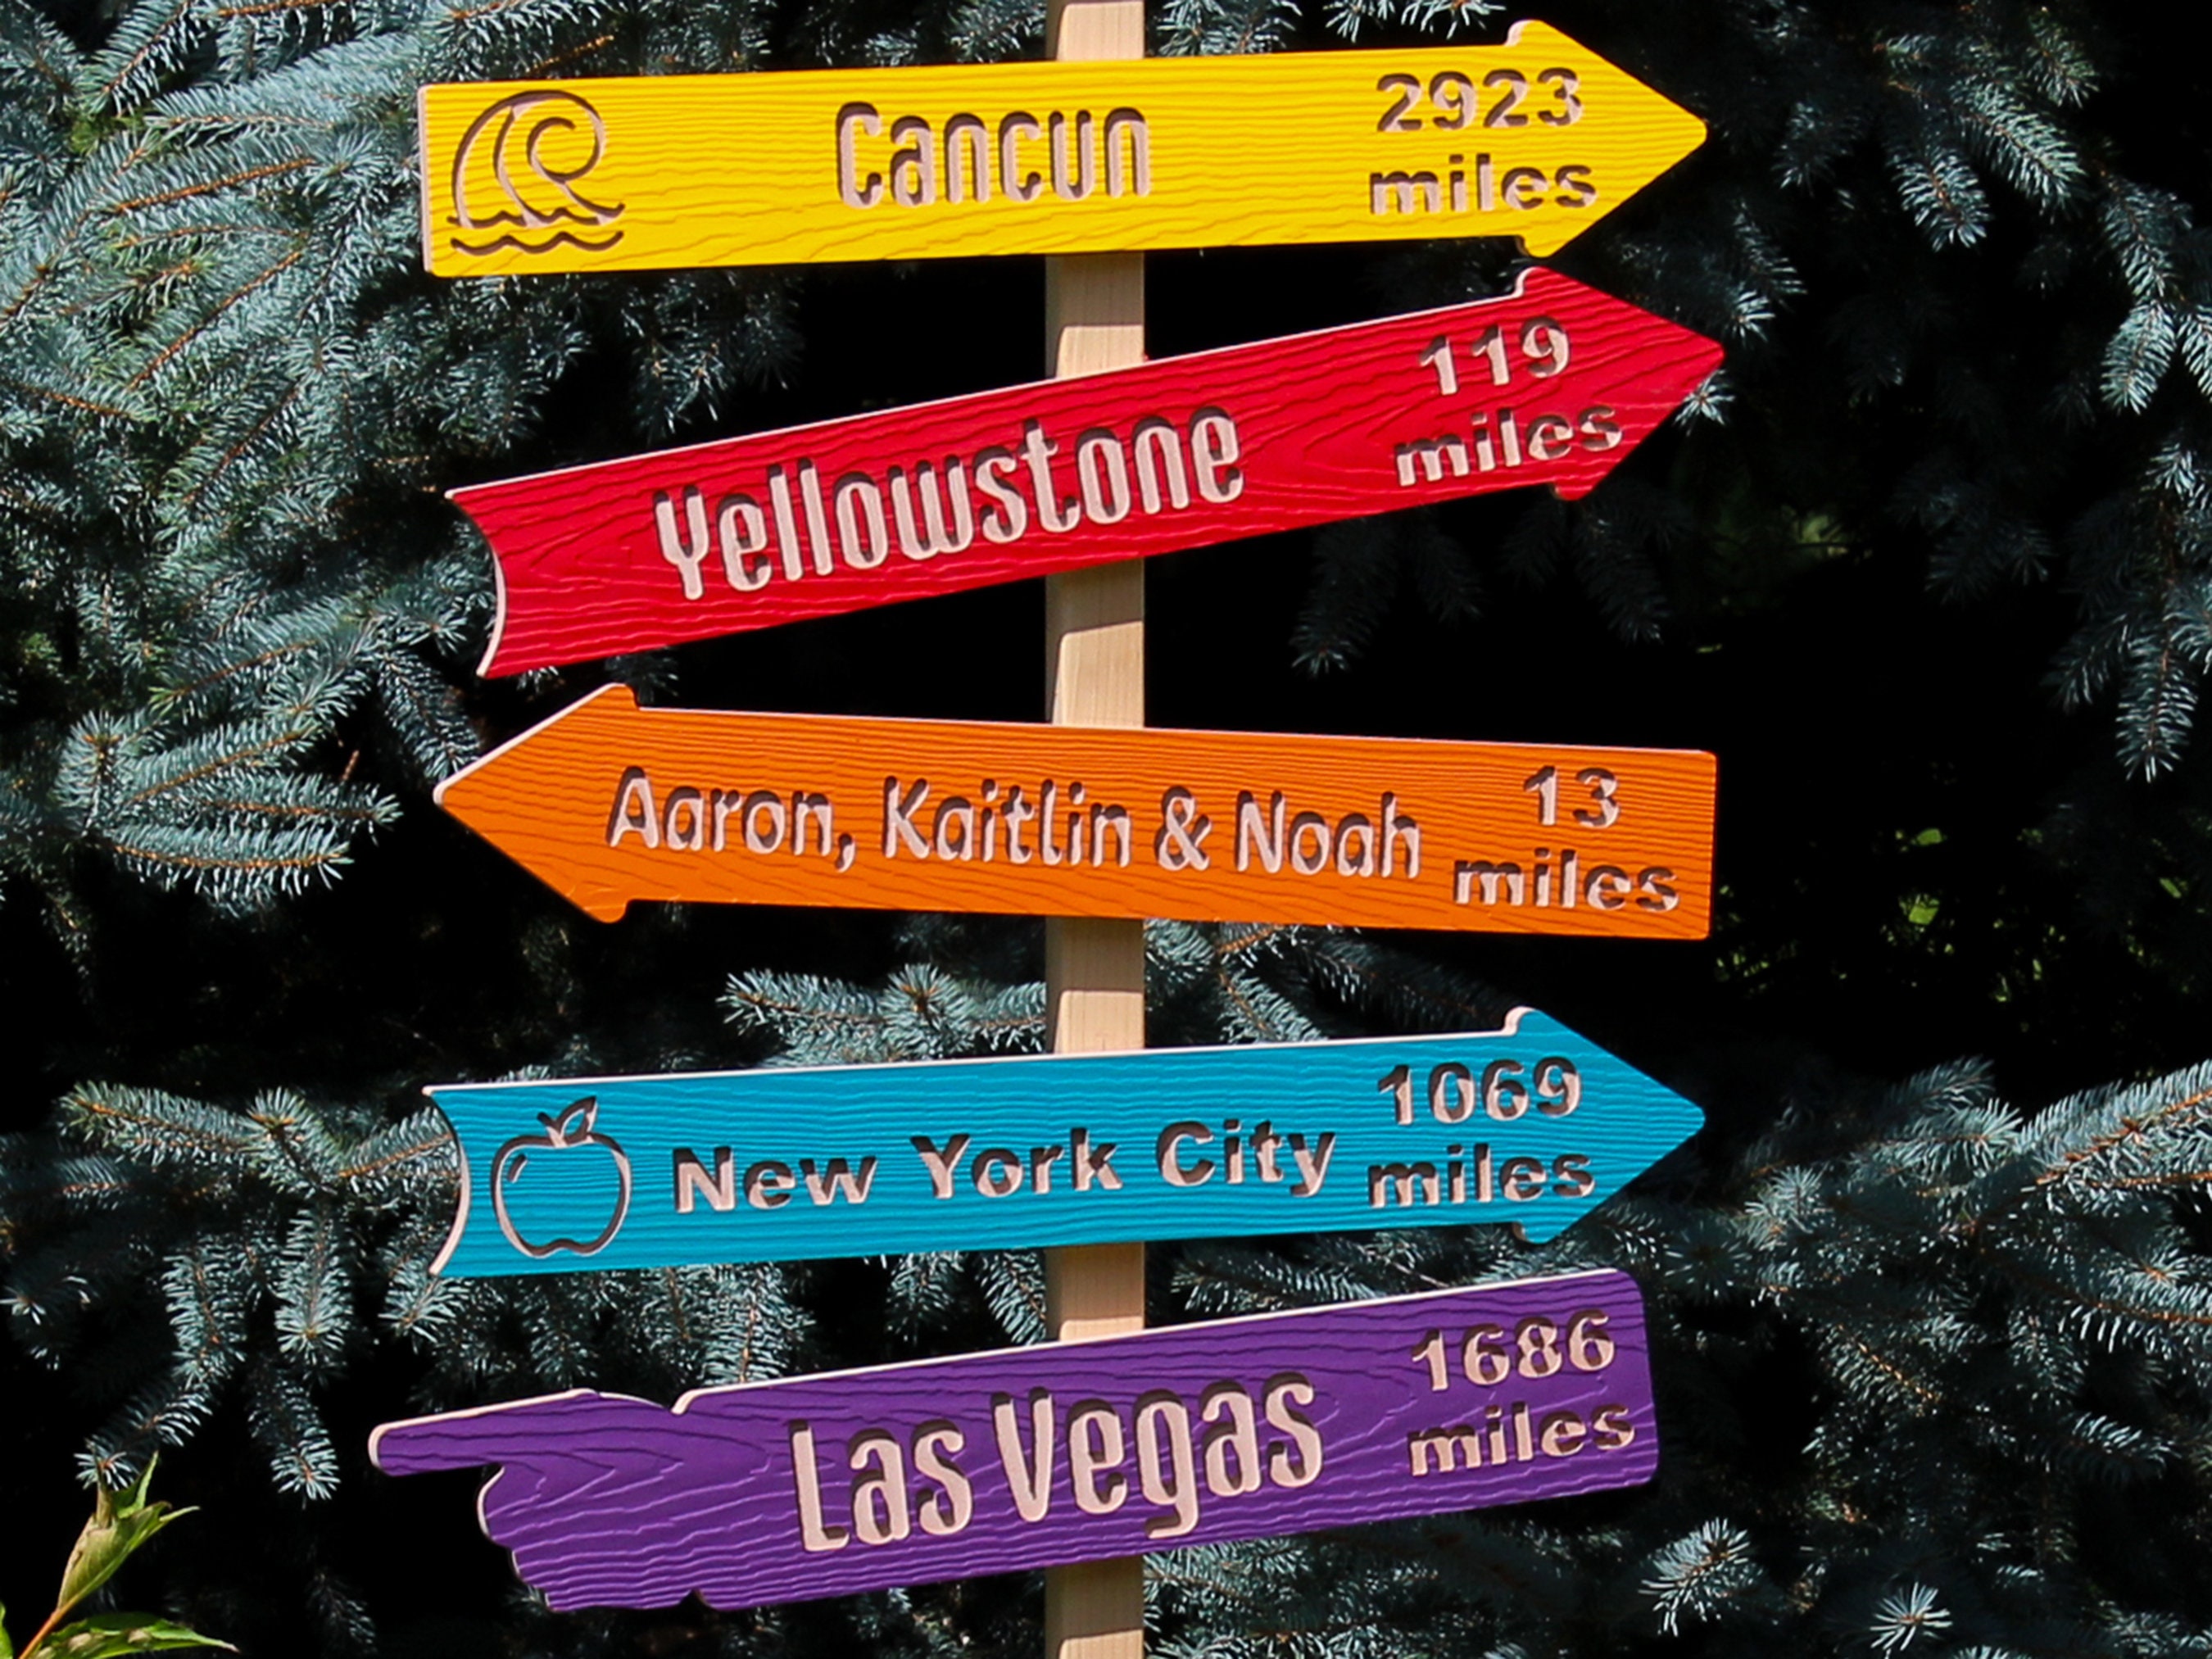 Cancun
2923
miles
Yellowstone
119
miles
Aaron, Kaitlin & Noah
13
miles
New York City
1069
miles
Las Vegas
1686
miles